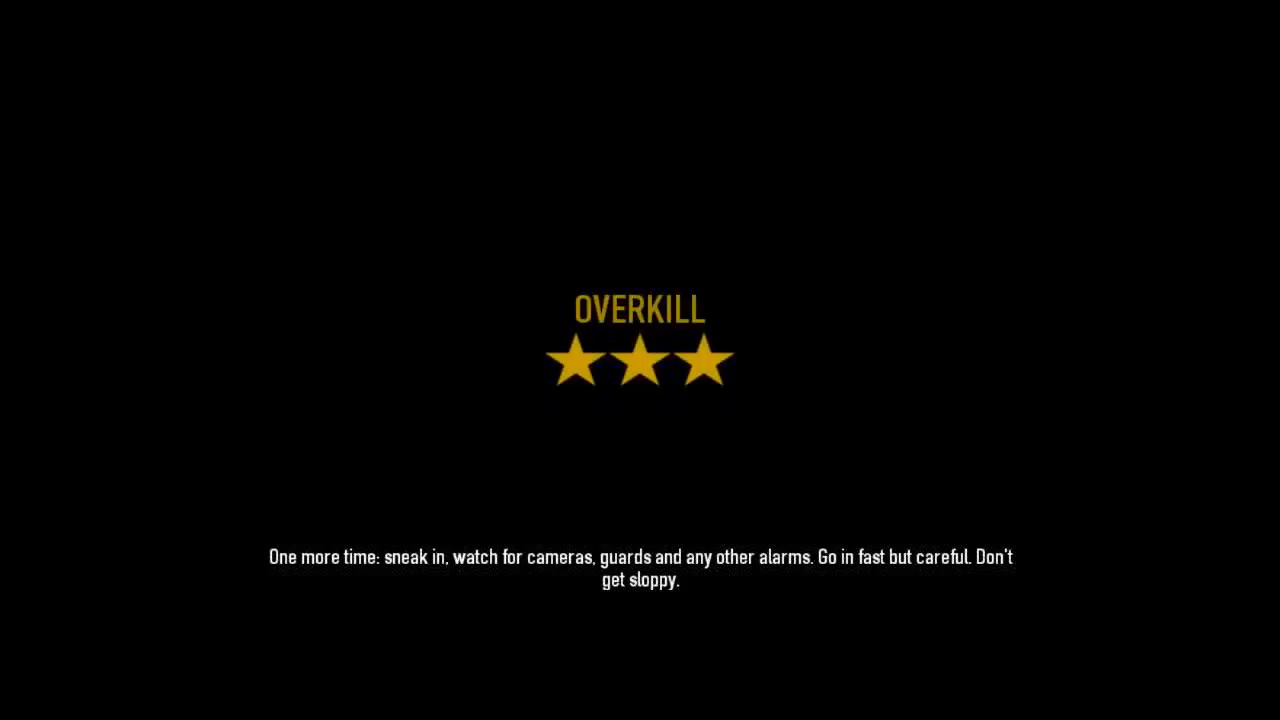 OVERKILL
One more time: sneak in, watch for cameras, guards and any other alarms. Go in fast but careful. Don't
get sloppy.